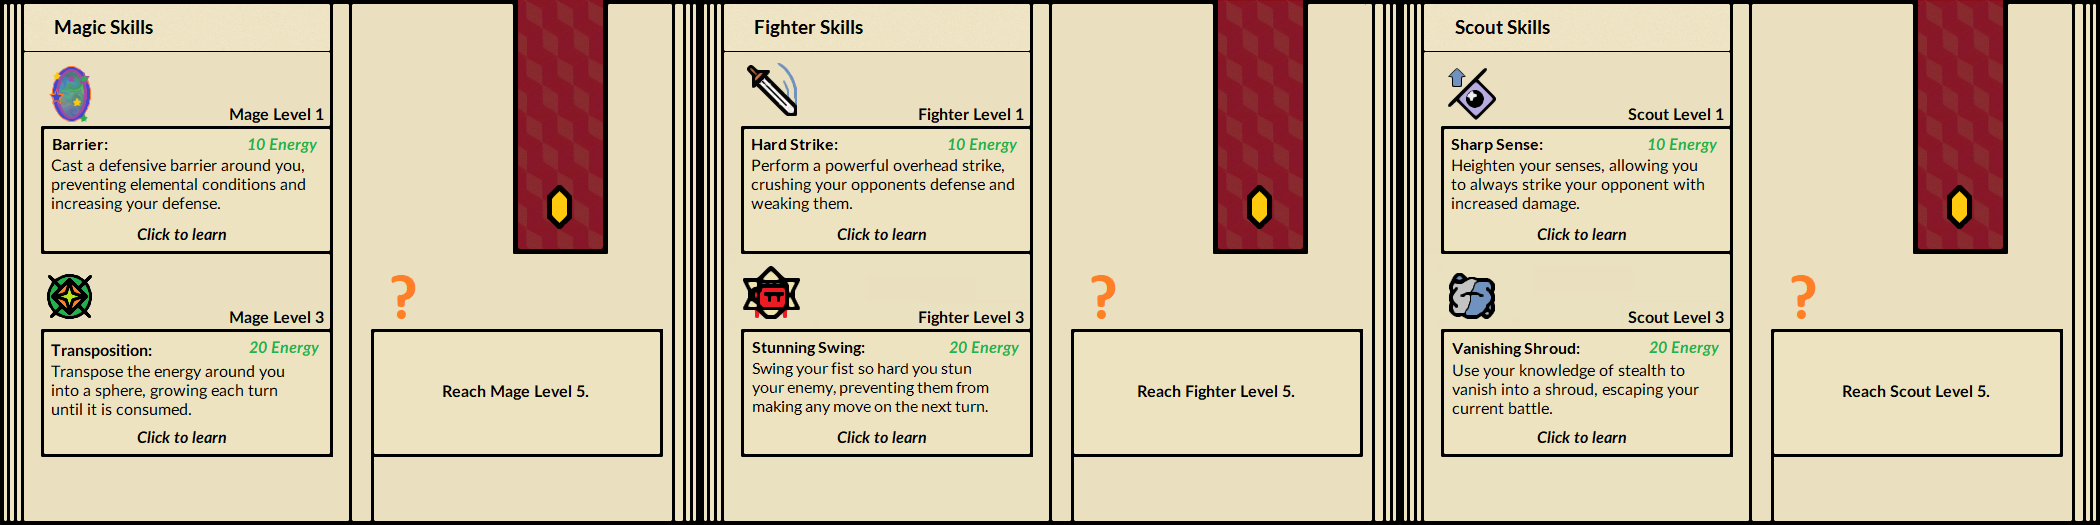 Magic Skills
Mage Level 1
Barrier: 10 Energy
Cast a defensive barrier around you,
preventing elemental conditions and
increasing your defense.
Click to learn
?
Mage Level 3
Transposition: 20 Energy
Transpose the energy around you
into a sphere, growing each turn
until it is consumed.
Click to learn
Reach Mage Level 5.
Fighter Skills
Fighter Level 1
Hard Strike: 10 Energy
Perform a powerful overhead strike,
crushing your opponents defense and
weaking them.
Click to learn
?
Fighter Level 3
Stunning Swing: 20 Energy
Swing your fist so hard you stun
your enemy, preventing them from
making any move on the next turn.
Click to learn
Reach Fighter Level 5.
Scout Skills
Scout Level 1
Sharp Sense: 10 Energy
Heighten your senses, allowing you
to always strike your opponent with
increased damage.
Click to learn
?
Scout Level 3
Vanishing Shroud: 20 Energy
Use your knowledge of stealth to
vanish into a shroud, escaping your
current battle.
Click to learn
Reach Scout Level 5.